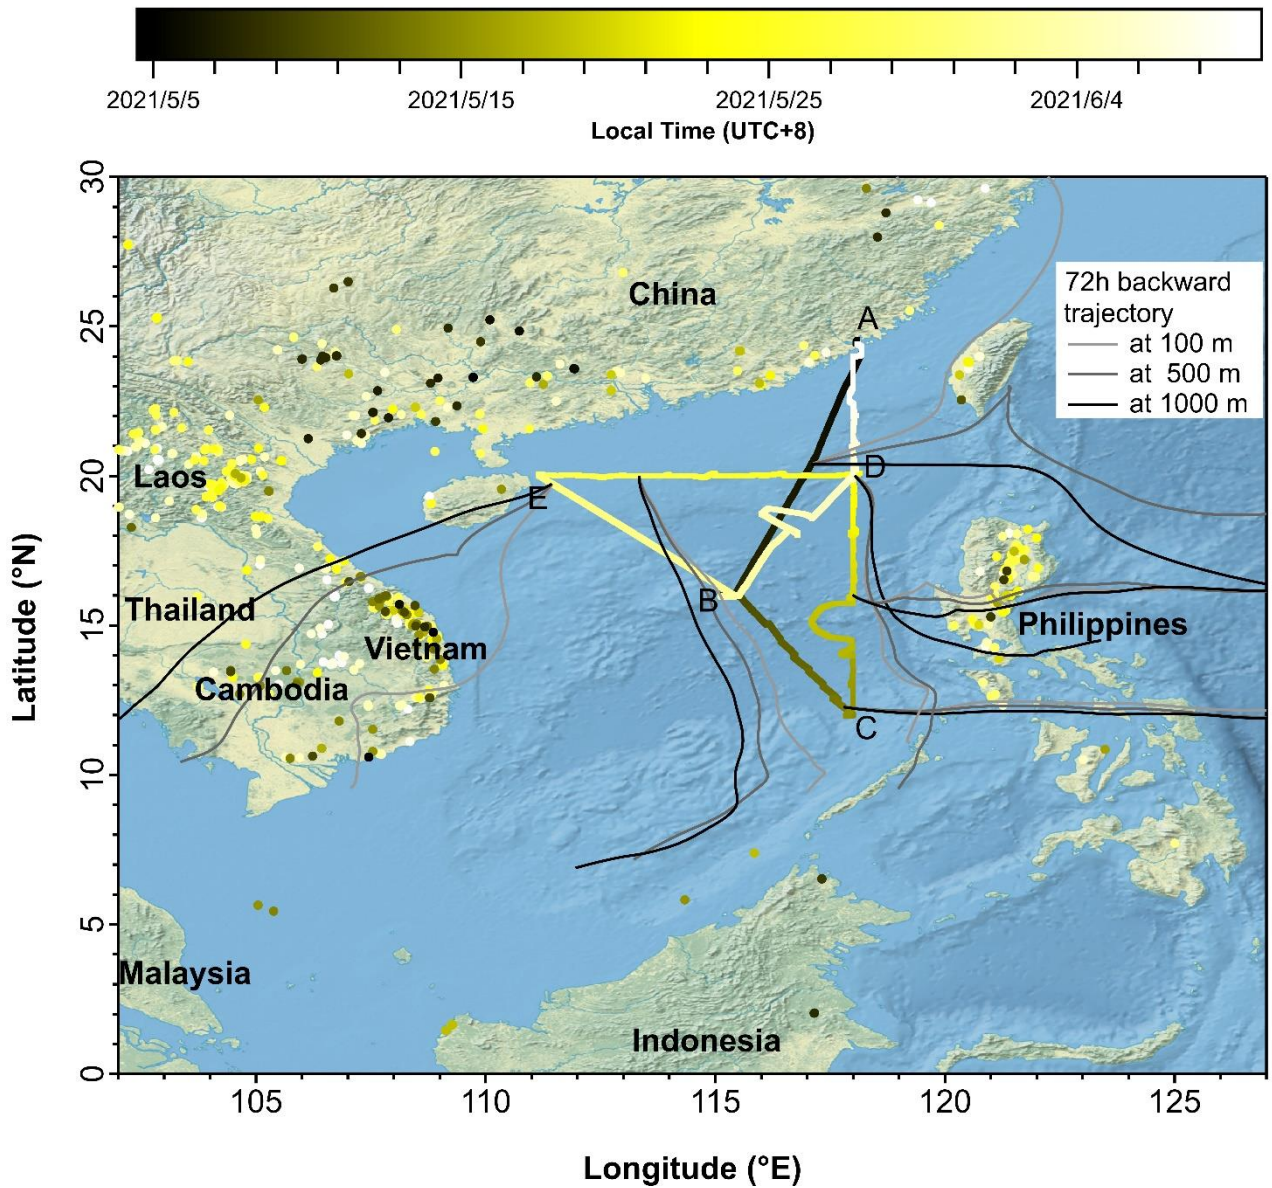 2021/5/5 2021/5/15 2021/5/25 2021/6/4
Local Time (UTC+8)
30
25
20
15
10
5
0
Latitude (°N)
China
A
72h backward
trajectory
at 100 m
at 500 m
at 1000 m
Laos
D
E
B
Thailand
Philippines
Vietnam
Cambodia
C
Malaysia
Indonesia
105 110 115 120 125
Longitude (°E)